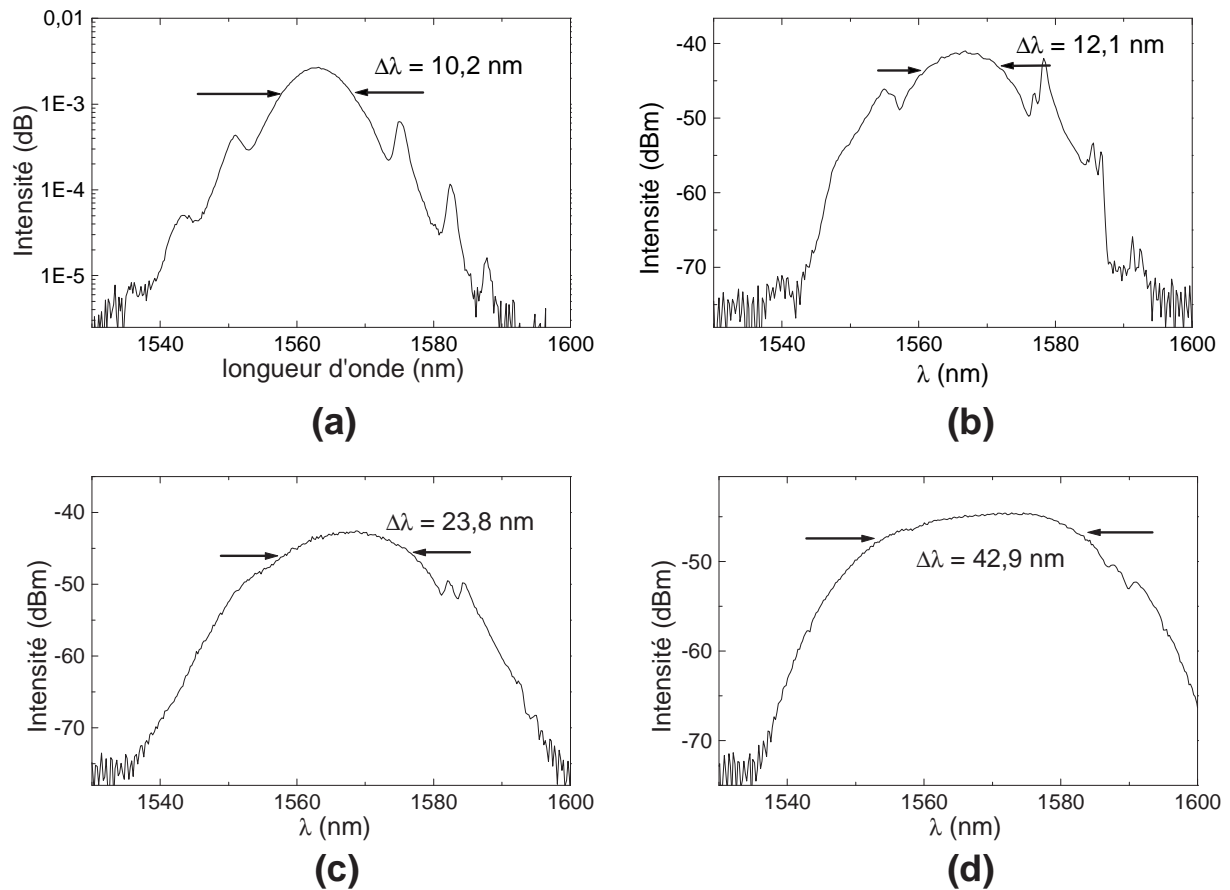 0,01
1E-3
1E-4
1E-5
Intensité (dB)
Δλ = 10,2 nm
1540 1560 1580 1600
longueur d'onde (nm)
(a)
-40
-50
-60
-70
Intensité (dBm)
Δλ = 12,1 nm
1540 1560 1580 1600
λ (nm)
(b)
-40
-50
-60
-70
Intensité (dBm)
Δλ = 23,8 nm
1540 1560 1580 1600
λ (nm)
(c)
-50
-60
-70
Intensité (dBm)
Δλ = 42,9 nm
1540 1560 1580 1600
λ (nm)
(d)